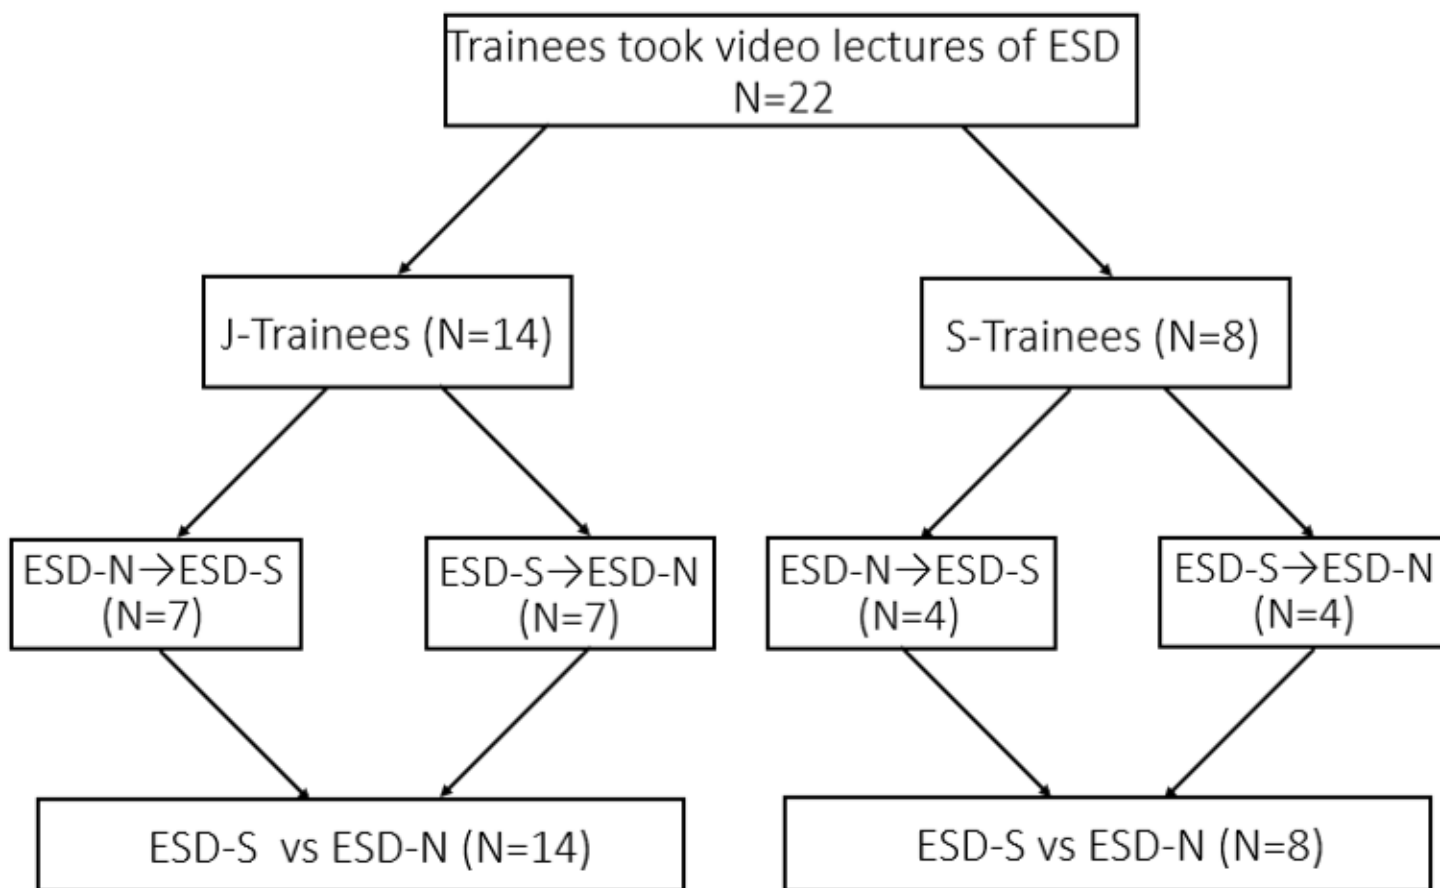 Trainees took video lectures of ESD
N=22
J-Trainees (N=14)
S-Trainees (N=8)
ESD-N→ESD-S
(N=7)
ESD-S→ESD-N
(N=7)
ESD-N→ESD-S
(N=4)
ESD-S→ESD-N
(N=4)
ESD-S vs ESD-N (N=14)
ESD-S vs ESD-N (N=8)